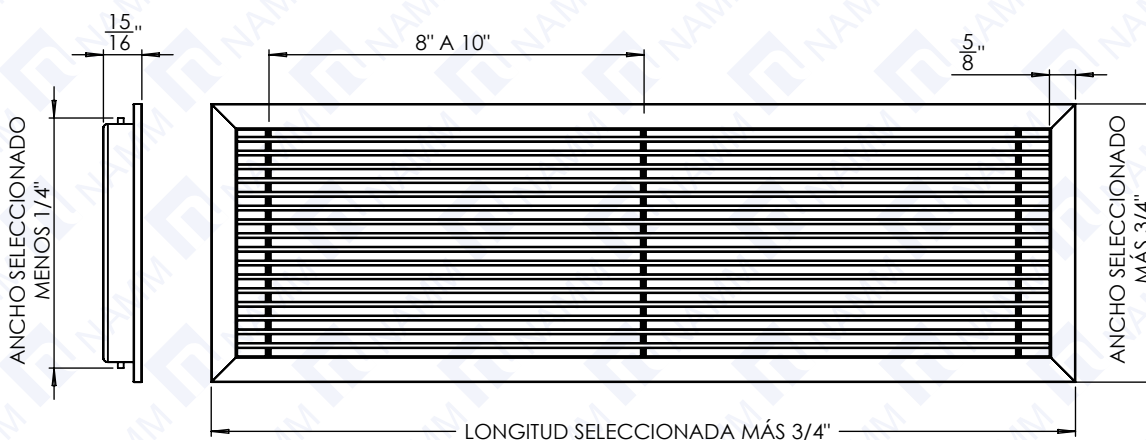 15/16"
8" A 10"
5/8"
ANCHO SELECCIONADO
MENOS 1/4"
ANCHO SELECCIONADO
MÁS 3/4"
LONGITUD SELECCIONADA MÁS 3/4"
NAMM